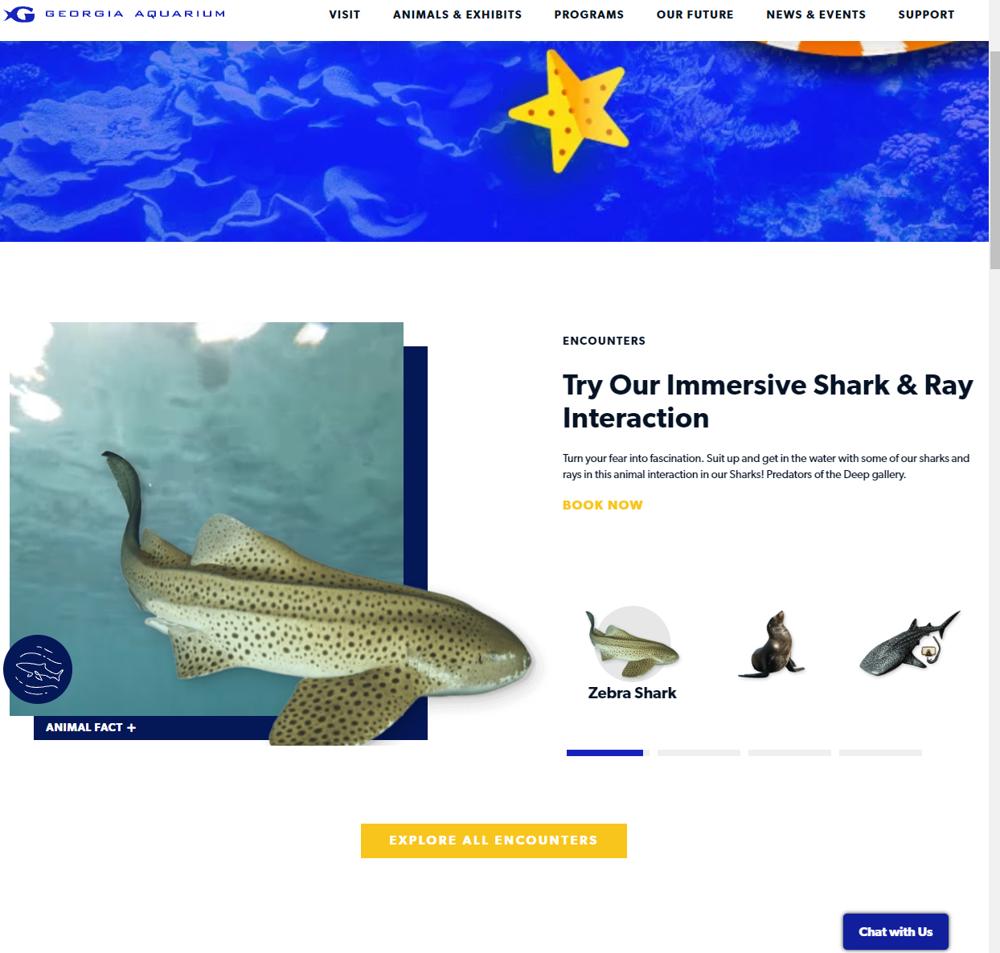 GEORGIA AQUARIUM
VISIT
ANIMALS & EXHIBITS
PROGRAMS
OUR FUTURE
NEWS & EVENTS
SUPPORT
ENCOUNTERS
Try Our Immersive Shark & Ray
Interaction
Turn your fear into fascination. Suit up and get in the water with some of our sharks and
rays in this animal interaction in our Sharks! Predators of the Deep gallery.
BOOK NOW
Zebra Shark
ANIMAL FACT +
EXPLORE ALL ENCOUNTERS
Chat with Us